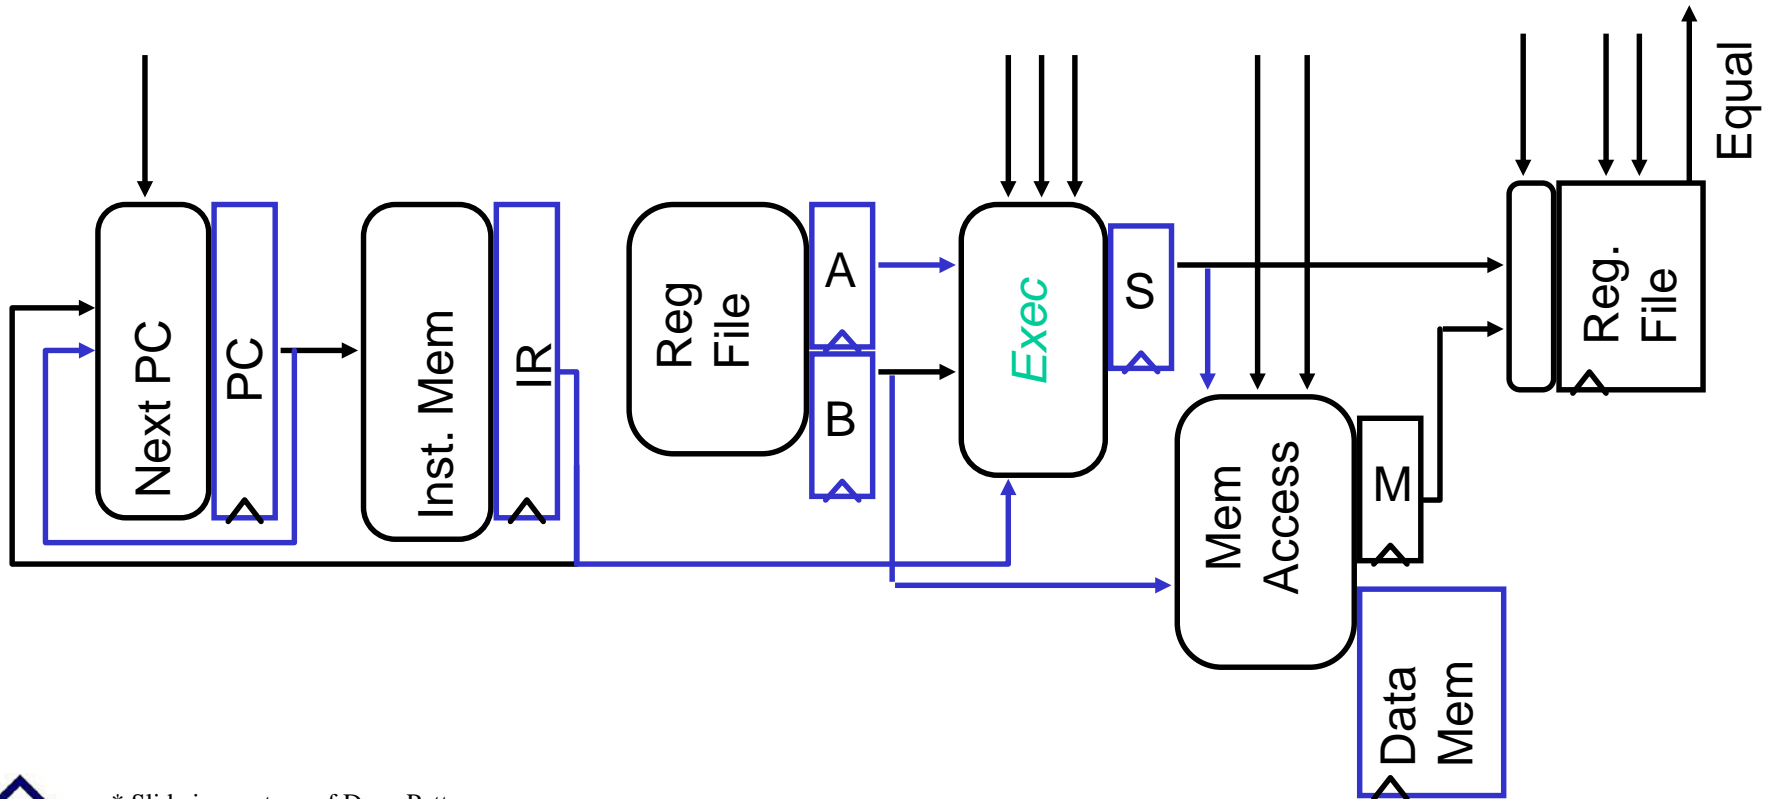 Equal
Next PC
PC
Inst. Mem
IR
Reg
File
A
B
Exec
S
Mem
Access
M
Data
Mem
Reg.
File